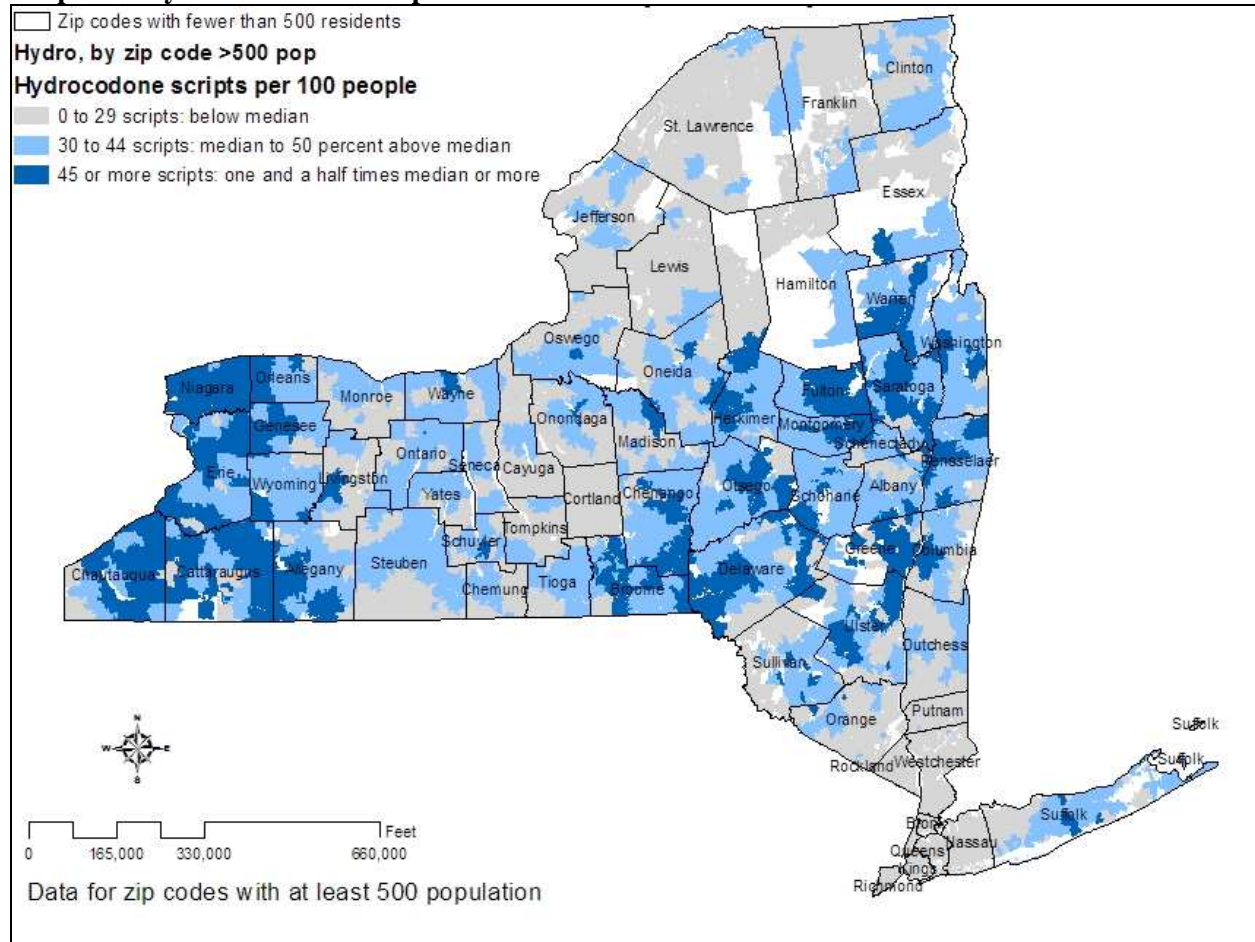 Zip codes with fewer than 500 residents
Hydro, by zip code >500 pop
Hydrocodone scripts per 100 people
0 to 29 scripts: below median
30 to 44 scripts: median to 50 percent above median
45 or more scripts: one and a half times median or more
Clinton
Franklin
St. Lawrence
Essex
Jefferson
Lewis
Hamilton
Warren
Washington
Oswego
Oneida
Niagara
Orleans
Monroe
Wayne
Fulton
Saratoga
Herkimer
Montgomery
Genesee
Onondaga
Madison
Schenectady
Ontario
Seneca
Cayuga
Rensselaer
Erie
Wyoming
Livingston
Yates
Cortland
Chenango
Otsego
Schoharie
Albany
Schuyler
Tompkins
Greene
Columbia
Chautauqua
Cattaraugus
Allegany
Steuben
Chemung
Tioga
Broome
Delaware
Ulster
Dutchess
Sullivan
Orange
Putnam
Rockland
Westchester
Suffolk
Suffolk
Suffolk
Bronx
Queens
Nassau
Kings
Richmond
N
W
E
S
Feet
0 165,000 330,000 660,000
Data for zip codes with at least 500 population